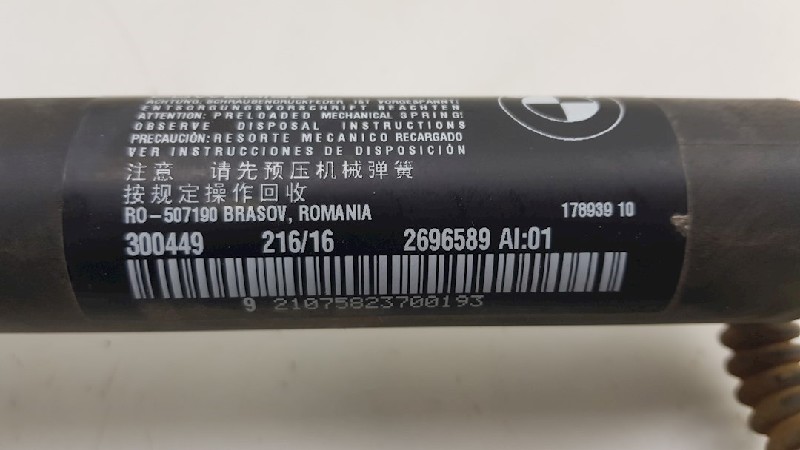 ACHTUNG, SCHRAUBENDRUCKFEDER IST VORGESPANNT!
ENTSORGUNGSVORSCHRIFT BEACHTEN
ATTENTION: PRELOADED MECHANICAL SPRING!
OBSERVE DISPOSAL INSTRUCTIONS
PRECAUCIÓN: RESORTE MECANICO RECARGADO
VER INSTRUCCIONES DE DISPOSICIÓN
注意 请先预压机械弹簧
按规定操作回收
RO-507190 BRASOV, ROMANIA 178939 10
300449 216/16 2696589 AI:01
9 21075823700193